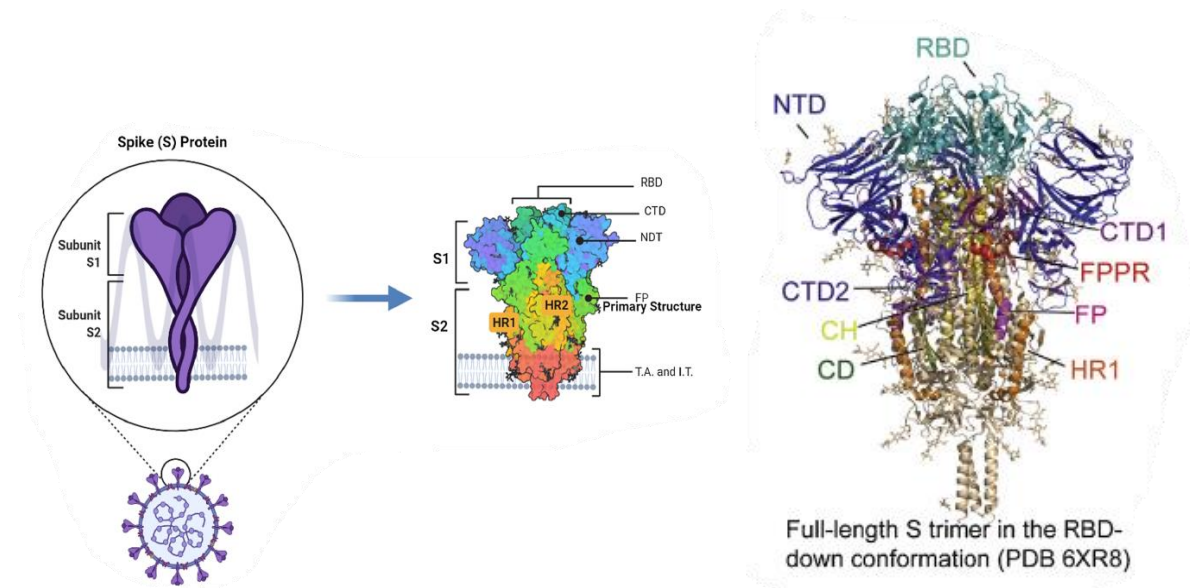 Spike (S) Protein
Subunit
S1
Subunit
S2
RBD
CTD
NDT
S1
FP
Primary Structure
HR2
HR1
S2
T.A. and I.T.
RBD
NTD
CTD1
FPPR
CTD2
FP
CH
CD
HR1
Full-length S trimer in the RBD-
down conformation (PDB 6XR8)